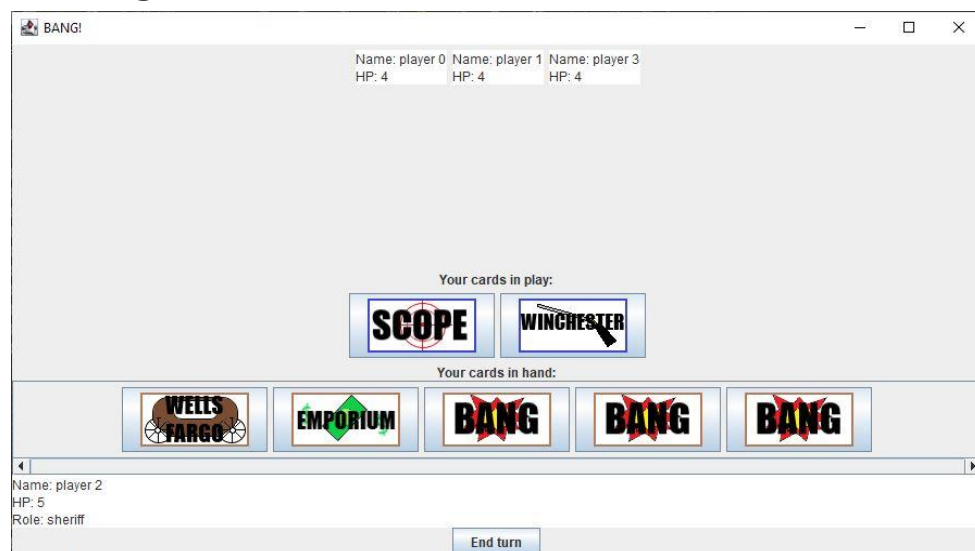 BANG!
Name: player 0 Name: player 1 Name: player 3
HP: 4 HP: 4 HP: 4
Your cards in play:
SCOPE WINCHESTER
Your cards in hand:
WELLS FARGO EMPORIUM BANG BANG BANG
Name: player 2
HP: 5
Role: sheriff
End turn